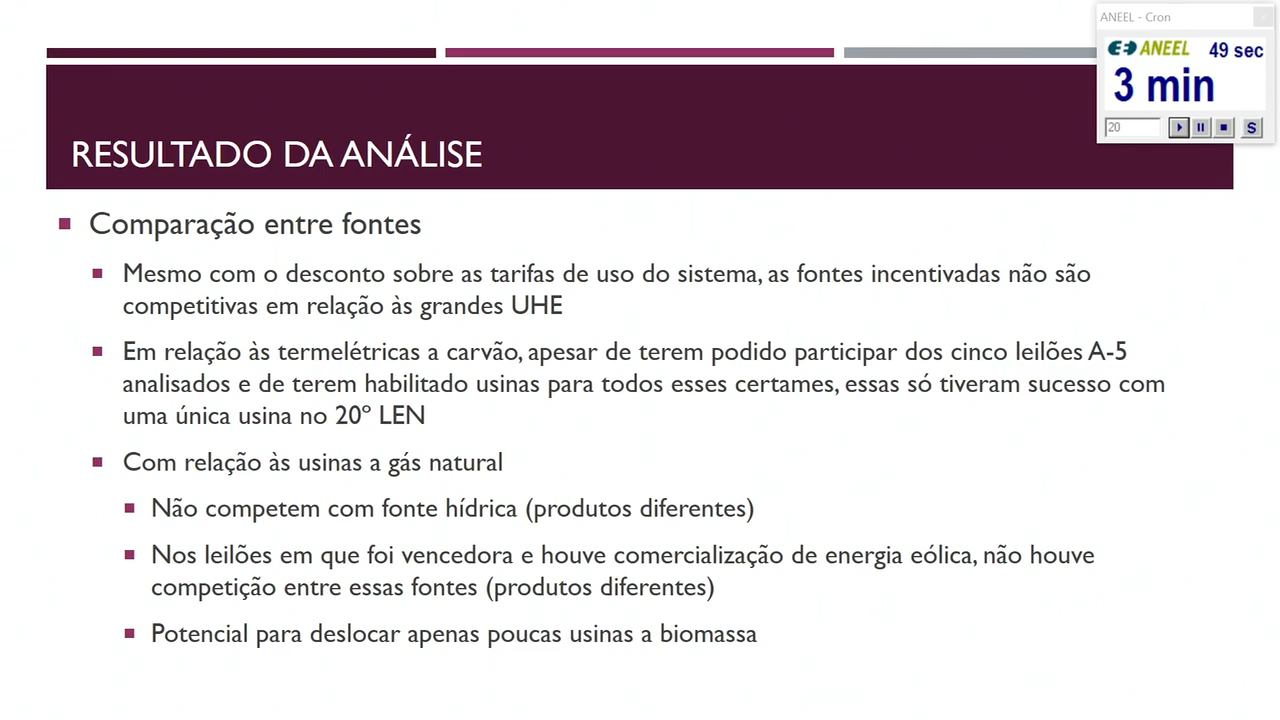 ANEEL - Cron
ANEEL 49 sec
3 min
20
S
RESULTADO DA ANÁLISE
Comparação entre fontes
Mesmo com o desconto sobre as tarifas de uso do sistema, as fontes incentivadas não são
competitivas em relação às grandes UHE
Em relação às termelétricas a carvão, apesar de terem podido participar dos cinco leilões A-5
analisados e de terem habilitado usinas para todos esses certames, essas só tiveram sucesso com
uma única usina no 20º LEN
Com relação às usinas a gás natural
Não competem com fonte hídrica (produtos diferentes)
Nos leilões em que foi vencedora e houve comercialização de energia eólica, não houve
competição entre essas fontes (produtos diferentes)
Potencial para deslocar apenas poucas usinas a biomassa